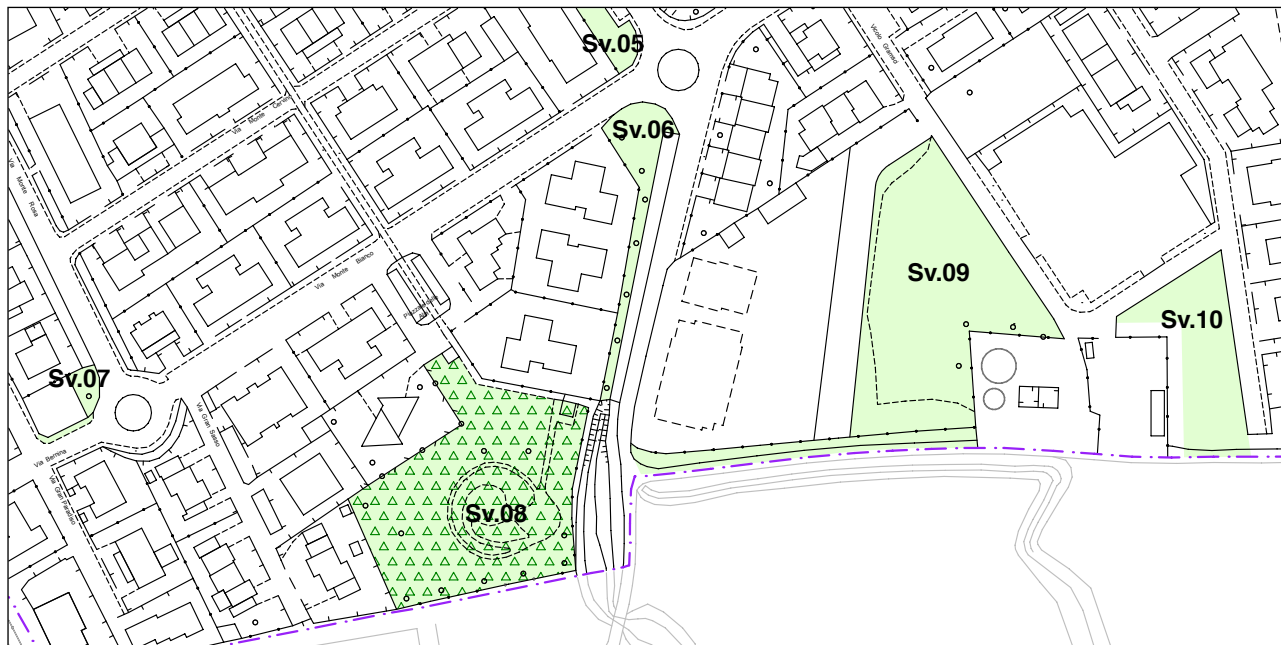 Sv.05
Vicolo Gramsci
Via Monte Cervino
Sv.06
Via Monte Rosa
Sv.09
Via Monte Bianco
Sv.10
Sv.07
Via Gran Sasso
Via Bernina
Via Gran Paradiso
Sv.08